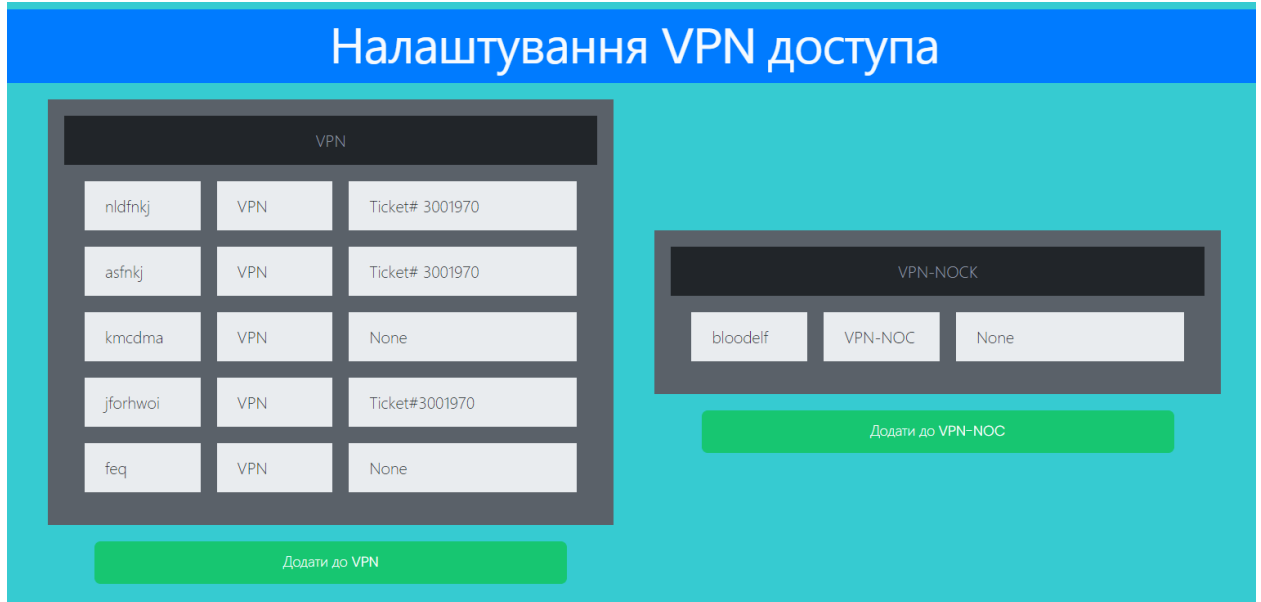 Налаштування VPN доступа
VPN
nldfnkj VPN Ticket# 3001970
asfnkj VPN Ticket# 3001970
kmcdma VPN None
jforhwoi VPN Ticket#3001970
feq VPN None
Додати до VPN
VPN-NOCK
bloodelf VPN-NOC None
Додати до VPN-NOC